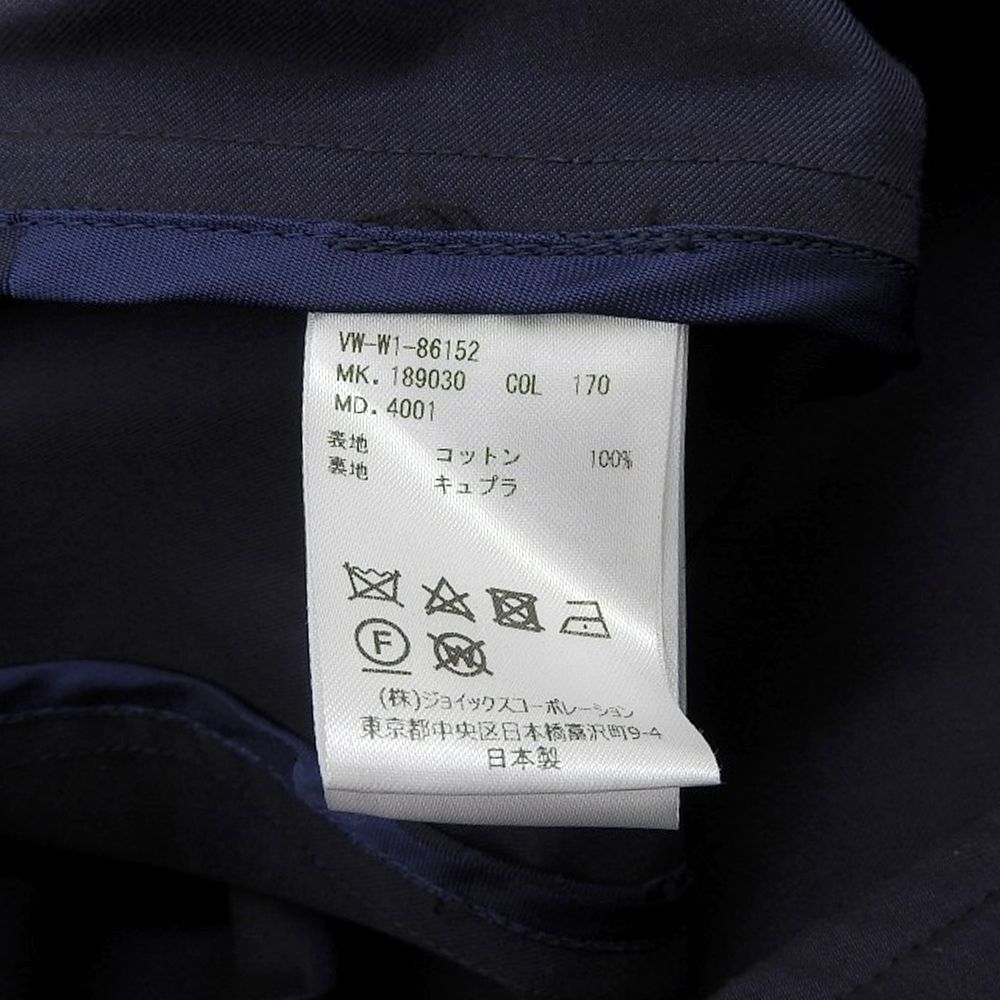 VW-W1-86152
MK. 189030 COL 170
MD. 4001
表地 コットン 100%
裏地 キュプラ
F
W
(株)ジョイックスコーポレーション
東京都中央区日本橋富沢町9-4
日本製